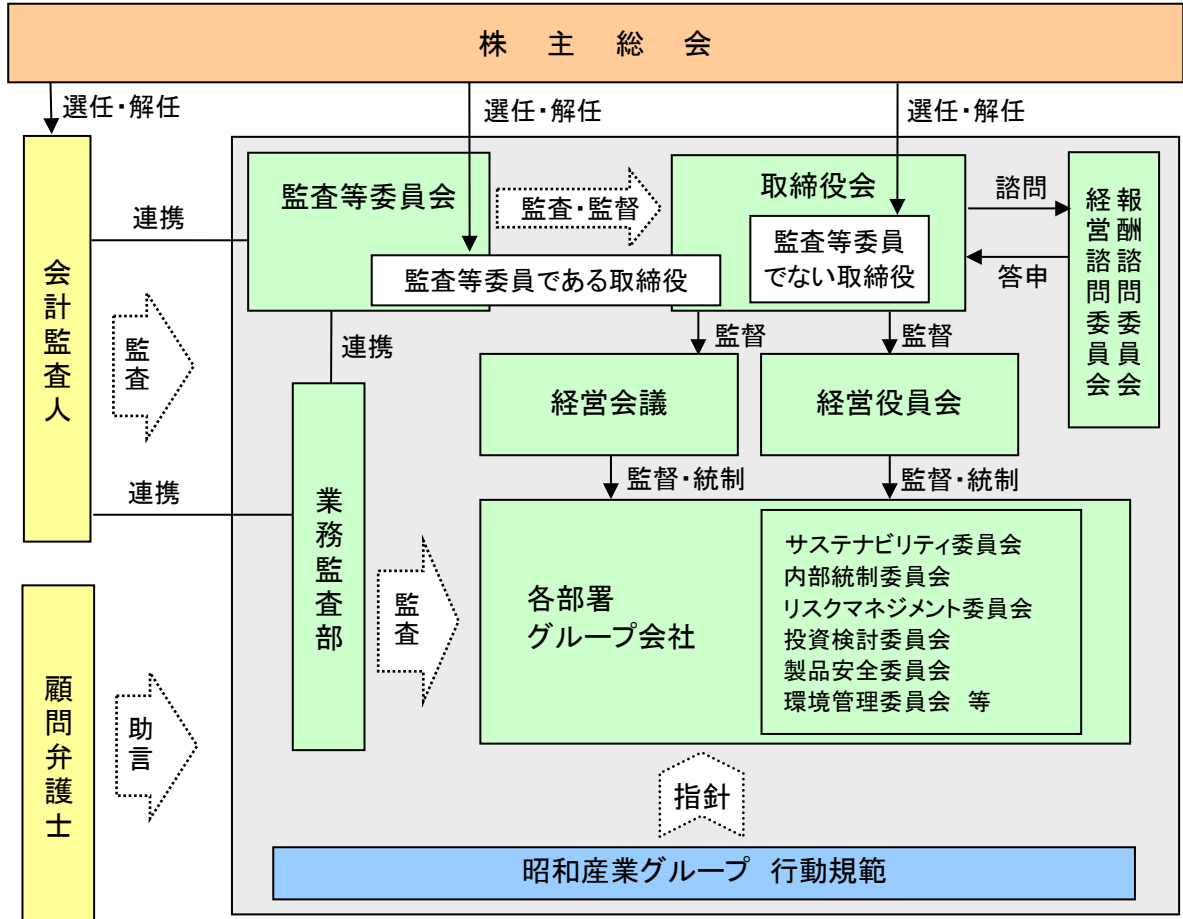 株 主 総 会
選任・解任
選任・解任
選任・解任
監査等委員会
監査・監督
取締役会
諮問
答申
報酬諮問委員会
経営諮問委員会
監査等委員
でない取締役
監査等委員である取締役
連携
会計監査人
監査
連携
監督
監督
経営会議
経営役員会
連携
監督・統制
監督・統制
業務監査部
監査
各部署
グループ会社
サステナビリティ委員会
内部統制委員会
リスクマネジメント委員会
投資検討委員会
製品安全委員会
環境管理委員会 等
顧問弁護士
助言
指針
昭和産業グループ 行動規範